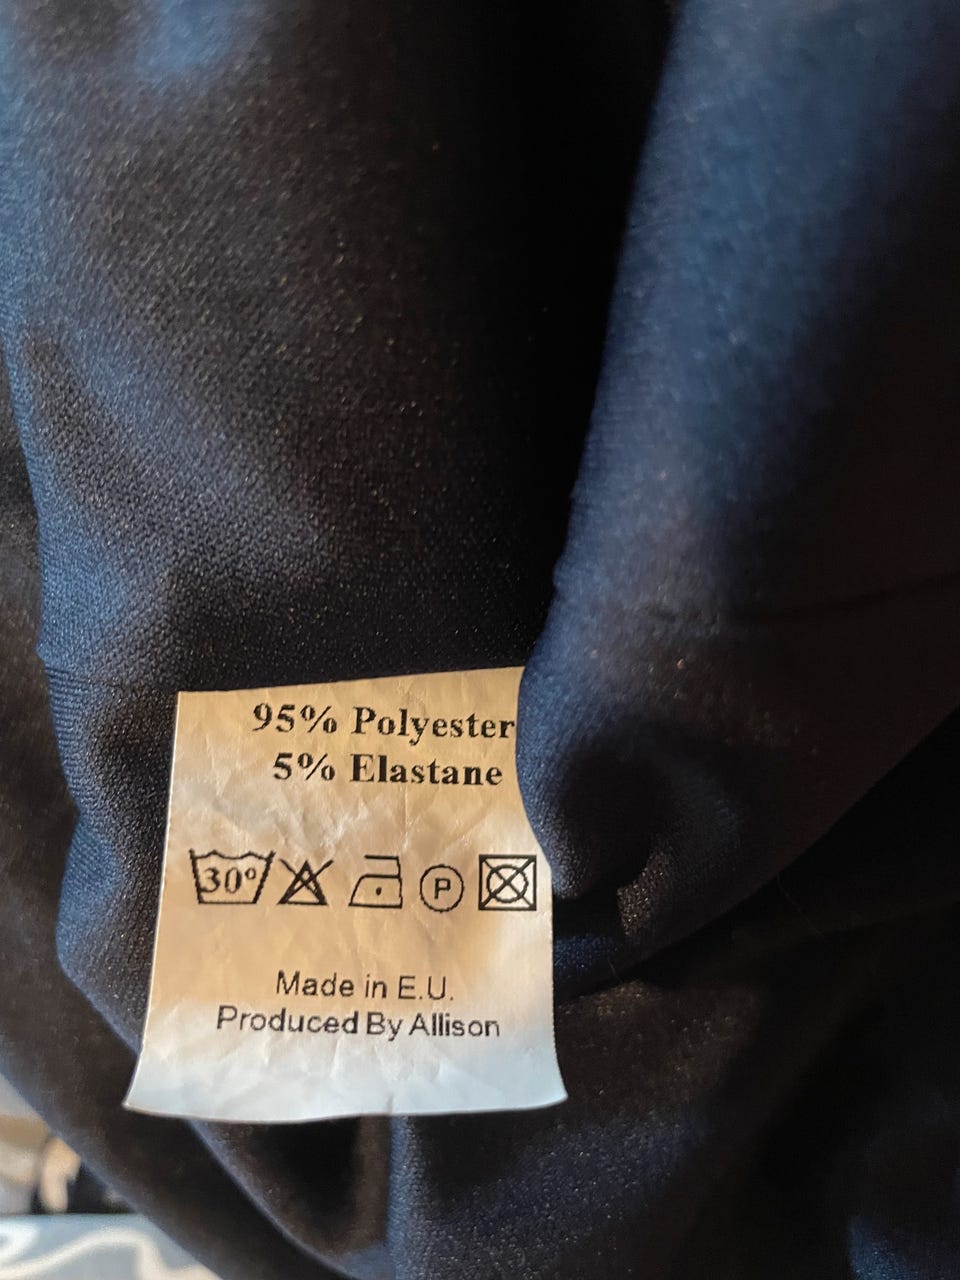 95% Polyester
5% Elastane
30° P
Made in E.U.
Produced By Allison